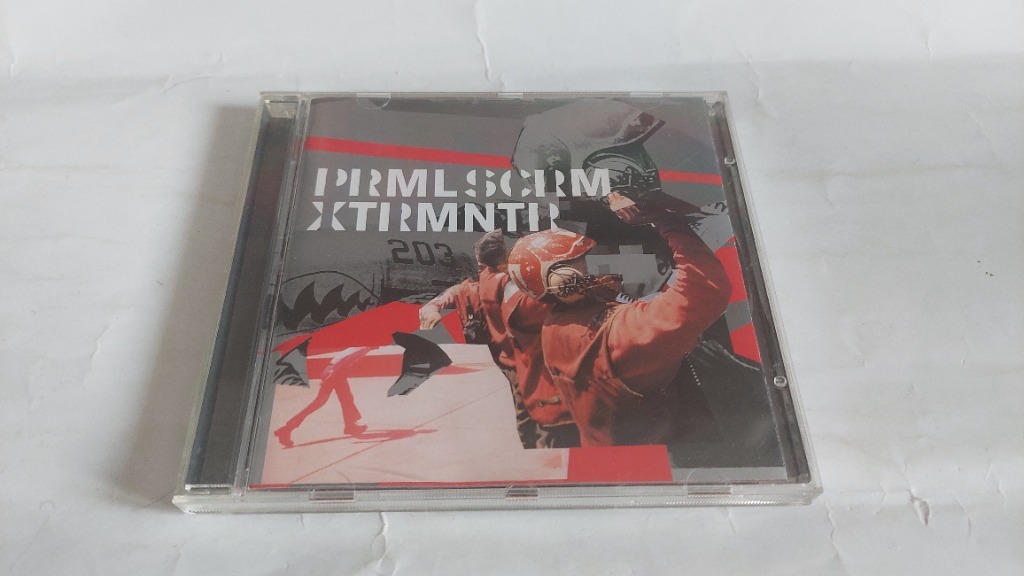 PRML SCRM
XTRMNTR
203